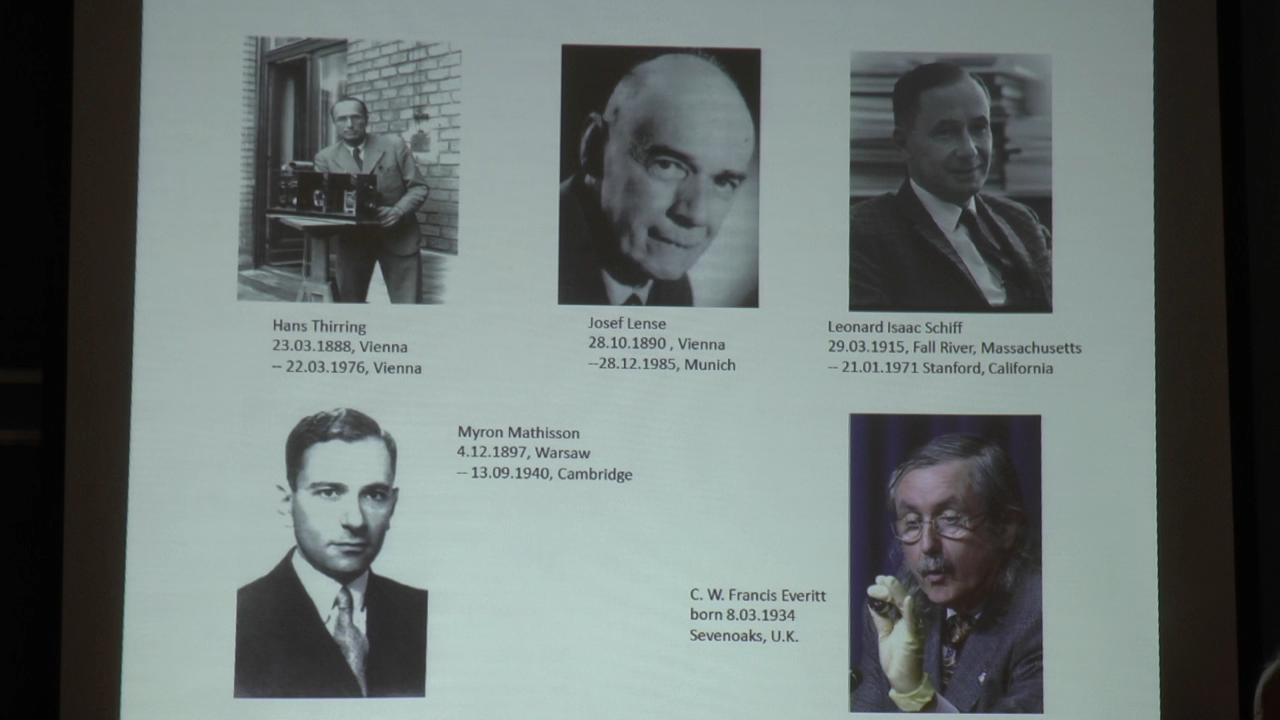 Hans Thirring
23.03.1888, Vienna
-- 22.03.1976, Vienna
Josef Lense
28.10.1890 , Vienna
--28.12.1985, Munich
Leonard Isaac Schiff
29.03.1915, Fall River, Massachusetts
-- 21.01.1971 Stanford, California
Myron Mathisson
4.12.1897, Warsaw
-- 13.09.1940, Cambridge
C. W. Francis Everitt
born 8.03.1934
Sevenoaks, U.K.